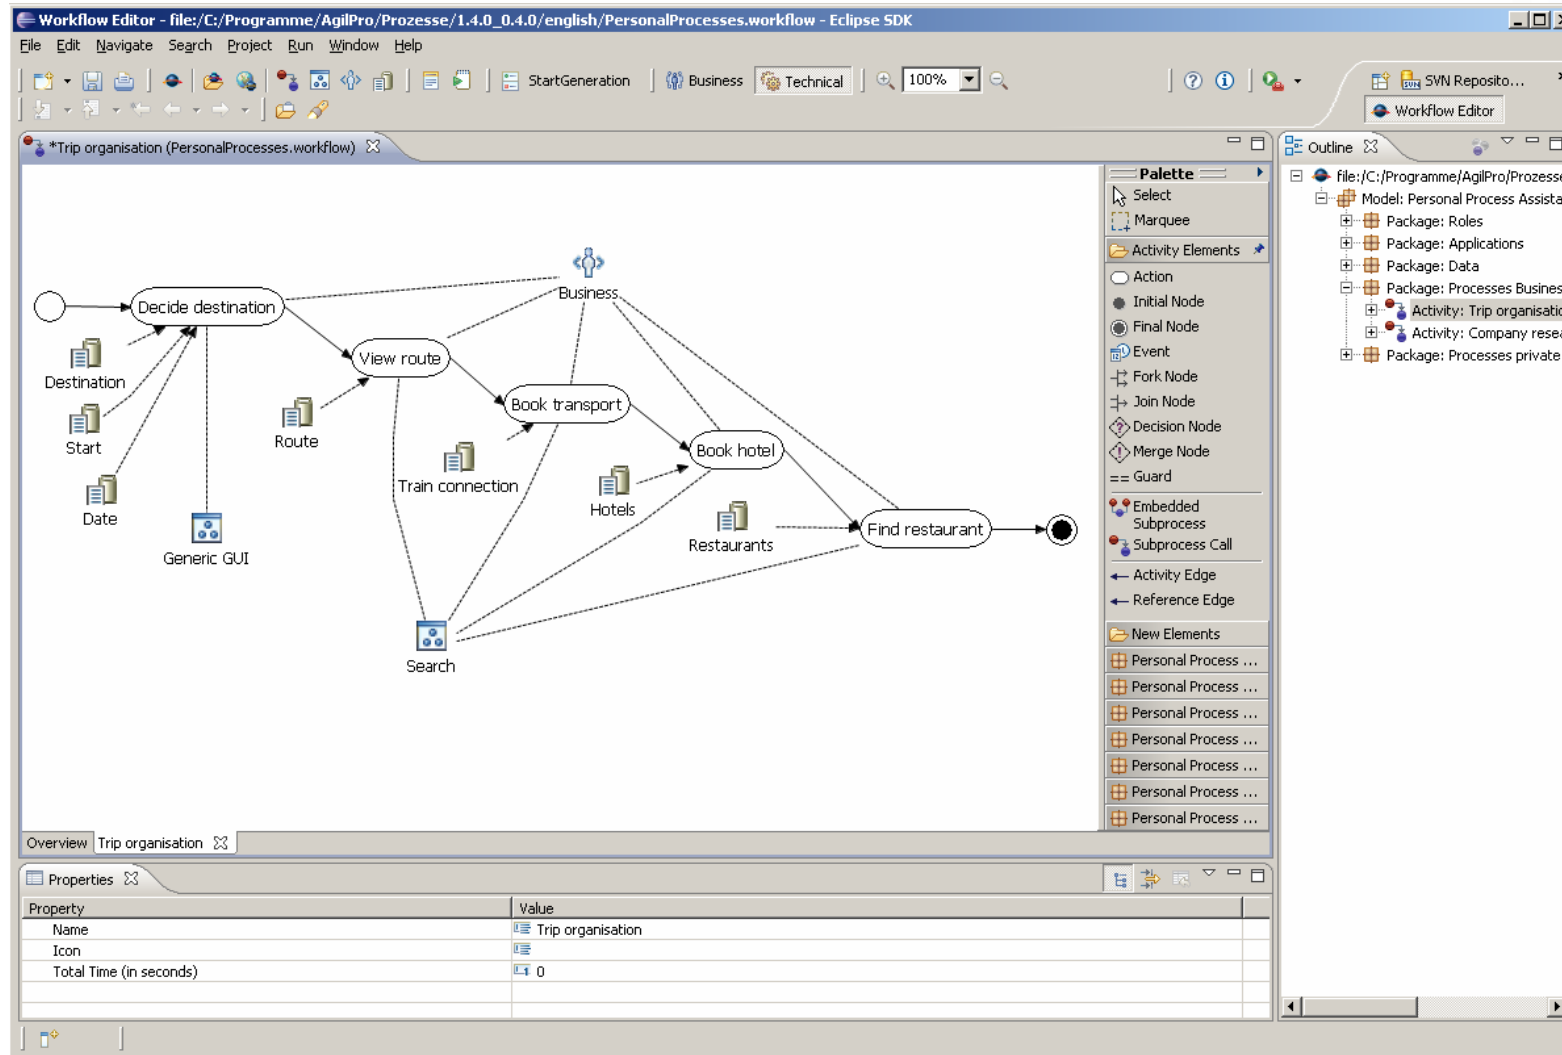 Workflow Editor - file:/C:/Programme/AgilPro/Prozesse/1.4.0_0.4.0/english/PersonalProcesses.workflow - Eclipse SDK
File Edit Navigate Search Project Run Window Help
StartGeneration Business Technical 100% SVN Reposito...
Workflow Editor
*Trip organisation (PersonalProcesses.workflow)
Business
Decide destination
View route
Destination
Book transport
Start
Route
Book hotel
Train connection
Date
Hotels
Find restaurant
Restaurants
Generic GUI
Search
Palette
Select
Marquee
Activity Elements
Action
Initial Node
Final Node
Event
Fork Node
Join Node
Decision Node
Merge Node
Guard
Embedded
Subprocess
Subprocess Call
Activity Edge
Reference Edge
New Elements
Personal Process ...
Personal Process ...
Personal Process ...
Personal Process ...
Personal Process ...
Personal Process ...
Personal Process ...
Outline
file:/C:/Programme/AgilPro/Prozesse
Model: Personal Process Assista
Package: Roles
Package: Applications
Package: Data
Package: Processes Busines
Activity: Trip organisatio
Activity: Company resea
Package: Processes private
Overview Trip organisation
Properties
Property Value
Name Trip organisation
Icon
Total Time (in seconds) 0